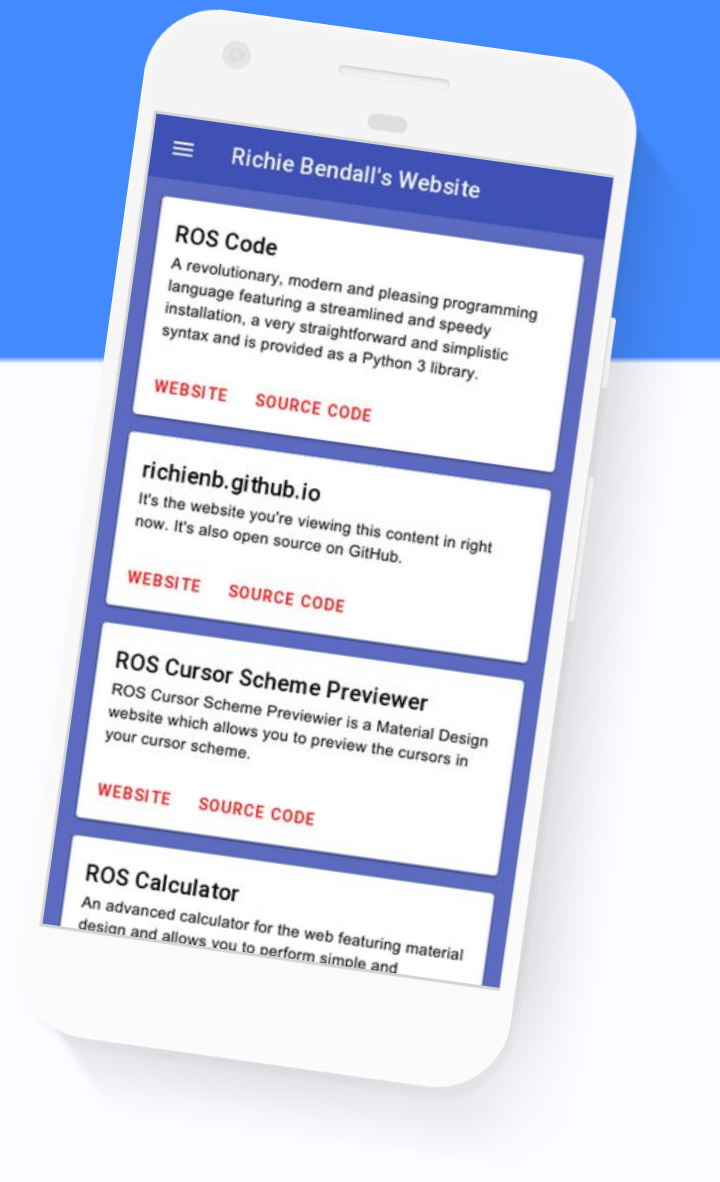 Richie Bendall's Website
ROS Code
A revolutionary, modern and pleasing programming
language featuring a streamlined and speedy
installation, a very straightforward and simplistic
syntax and is provided as a Python 3 library.
WEBSITE SOURCE CODE
richienb.github.io
It's the website you're viewing this content in right
now. It's also open source on GitHub.
WEBSITE SOURCE CODE
ROS Cursor Scheme Previewer
ROS Cursor Scheme Previewier is a Material Design
website which allows you to preview the cursors in
your cursor scheme.
WEBSITE SOURCE CODE
ROS Calculator
An advanced calculator for the web featuring material
design and allows you to perform simple and